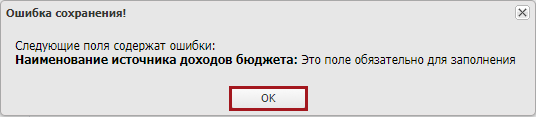 Ошибка сохранения!
Следующие поля содержат ошибки:
Наименование источника доходов бюджета: Это поле обязательно для заполнения
OK